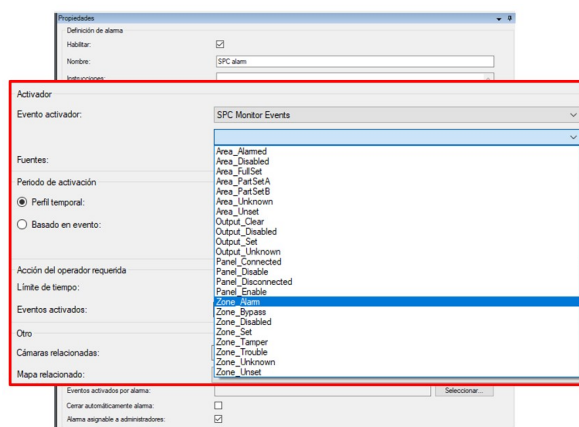 Propiedades
Definición de alarma
Habilitar:
Nombre: SPC alarm
Instrucciones:
Activador
Evento activador: SPC Monitor Events
Fuentes:
Area_Alarmed
Area_Disabled
Area_FullSet
Area_PartSetA
Area_PartSetB
Area_Unknown
Area_Unset
Output_Clear
Output_Disabled
Output_Set
Output_Unknown
Panel_Connected
Panel_Disable
Panel_Disconnected
Panel_Enable
Zone_Alarm
Zone_Bypass
Zone_Disabled
Zone_Set
Zone_Tamper
Zone_Trouble
Zone_Unknown
Zone_Unset
Periodo de activación
Perfil temporal:
Basado en evento:
Acción del operador requerida
Límite de tiempo:
Eventos activados:
Otro
Cámaras relacionadas:
Mapa relacionado:
Eventos activados por alarma: Seleccionar...
Cerrar automáticamente alarma:
Alarma asignable a administradores: